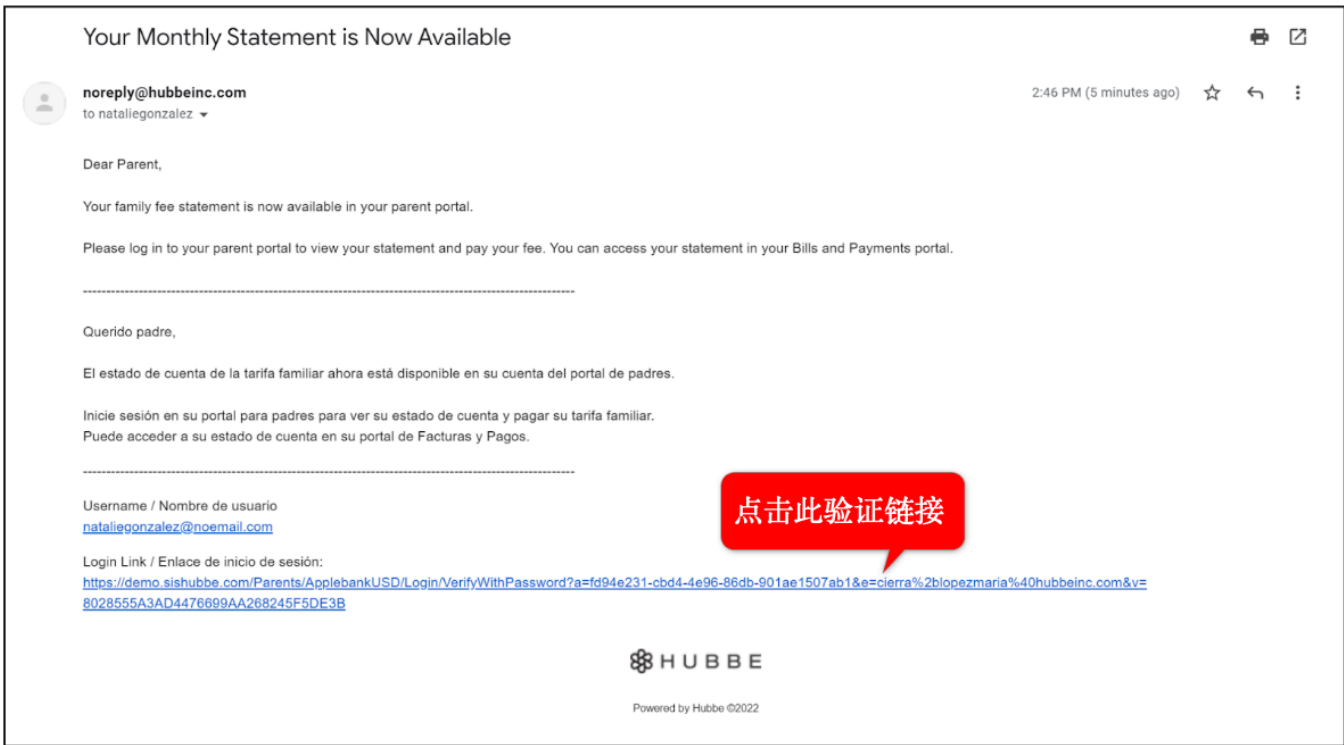 Your Monthly Statement is Now Available
noreply@hubbeinc.com
2:46 PM (5 minutes ago)
to nataliegonzalez
Dear Parent,
Your family fee statement is now available in your parent portal.
Please log in to your parent portal to view your statement and pay your fee. You can access your statement in your Bills and Payments portal.
----------------------------------------------------------------------------------------------------------
Querido padre,
El estado de cuenta de la tarifa familiar ahora está disponible en su cuenta del portal de padres.
Inicie sesión en su portal para padres para ver su estado de cuenta y pagar su tarifa familiar.
Puede acceder a su estado de cuenta en su portal de Facturas y Pagos.
----------------------------------------------------------------------------------------------------------
Username / Nombre de usuario
nataliegonzalez@noemail.com
点击此验证链接
Login Link / Enlace de inicio de sesión:
https://demo.sishubbe.com/Parents/ApplebankUSD/Login/VerifyWithPassword?a=fd94e231-cbd4-4e96-86db-901ae1507ab1&e=cierra%2blopezmaria%40hubbeinc.com&v=
8028555A3AD4476699AA268245F5DE3B
HUBBE
Powered by Hubbe ©2022